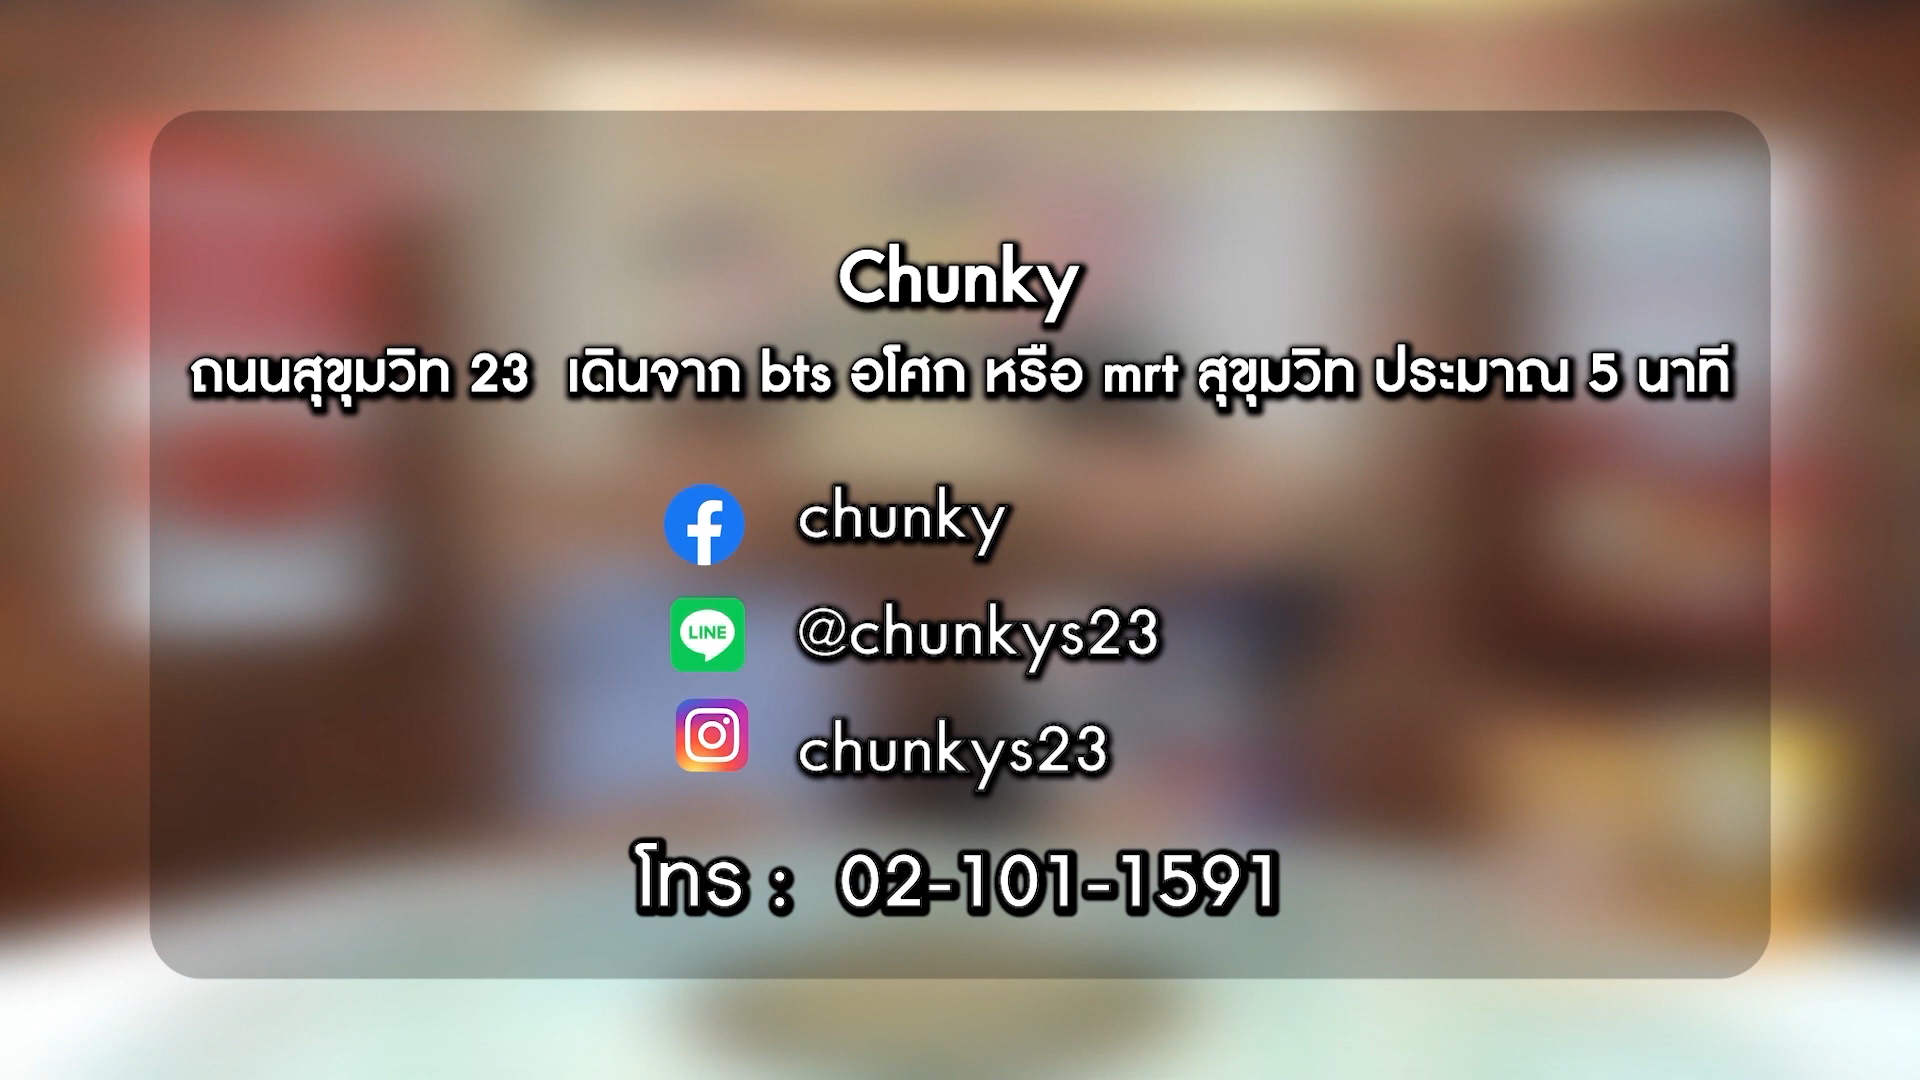 Chunky
ถนนสุขุมวิท 23 เดินจาก bts อโศก หรือ mrt สุขุมวิท ประมาณ 5 นาที
chunky
LINE @chunkys23
chunkys23
โทร : 02-101-1591